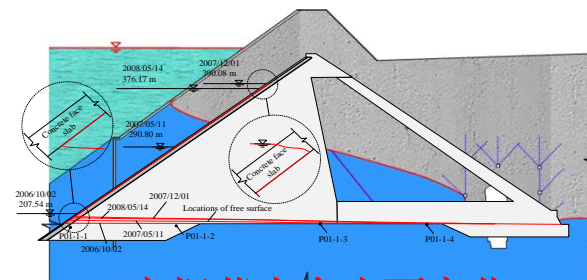 2008/05/14
376.17 m
2007/12/01
390.08 m
Concrete face
slab
2007/05/11
290.80 m
Concrete face
slab
2006/10/02
207.54 m
2007/12/01
2008/05/14
Locations of free surface
P01-1-1
2006/10/02
2007/05/11
P01-1-2
P01-1-3
P01-1-4